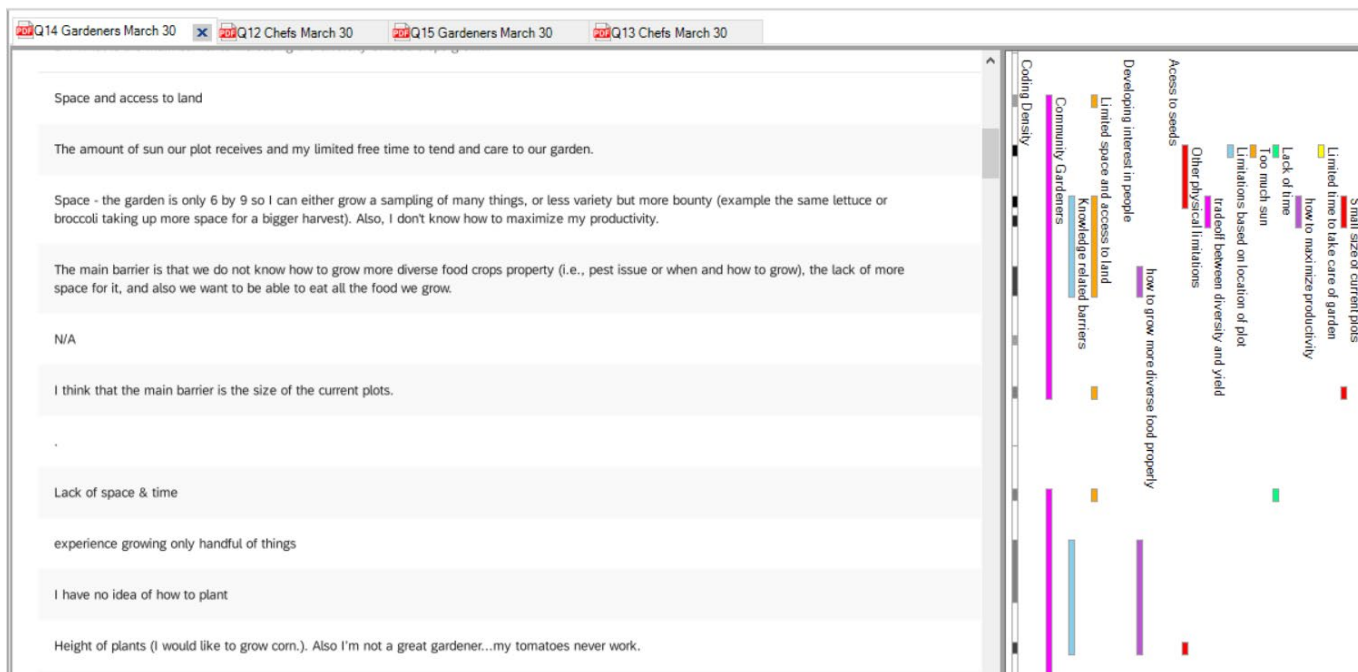 Q14 Gardeners March 30
Q12 Chefs March 30
Q15 Gardeners March 30
Q13 Chefs March 30
Space and access to land
The amount of sun our plot receives and my limited free time to tend and care to our garden.
Space - the garden is only 6 by 9 so I can either grow a sampling of many things, or less variety but more bounty (example the same lettuce or
broccoli taking up more space for a bigger harvest). Also, I don't know how to maximize my productivity.
The main barrier is that we do not know how to grow more diverse food crops property (i.e., pest issue or when and how to grow), the lack of more
space for it, and also we want to be able to eat all the food we grow.
N/A
I think that the main barrier is the size of the current plots.
.
Lack of space & time
experience growing only handful of things
I have no idea of how to plant
Height of plants (I would like to grow corn.). Also I'm not a great gardener...my tomatoes never work.
Coding Density
Community Gardeners
Knowledge related barriers
Limited space and access to land
Developing interest in people
how to grow more diverse food properly
Acess to seeds
Other physical limitations
tradeoff between diversity and yield
Limitations based on location of plot
Too much sun
Lack of time
how to maximize productivity
Limited time to take care of garden
Small size of current plots